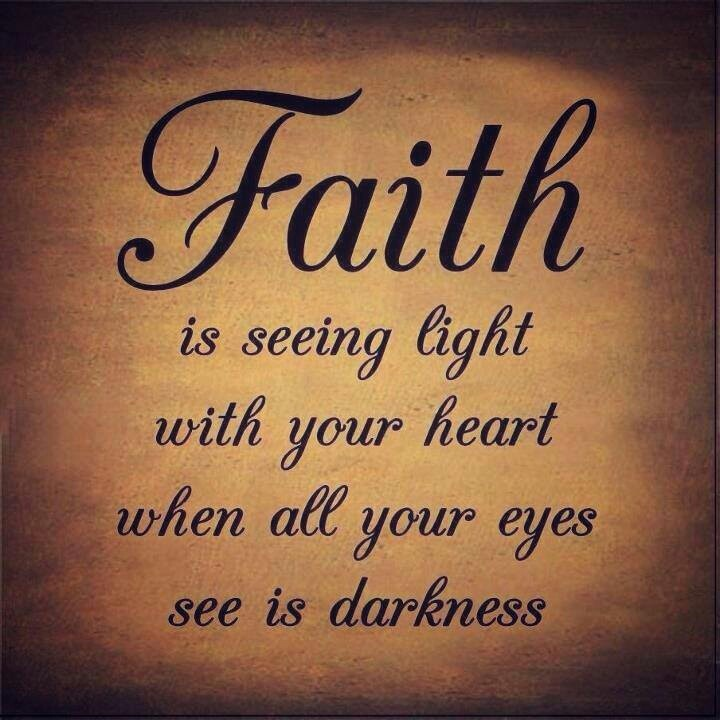 Faith
is seeing light
with your heart
when all your eyes
see is darkness